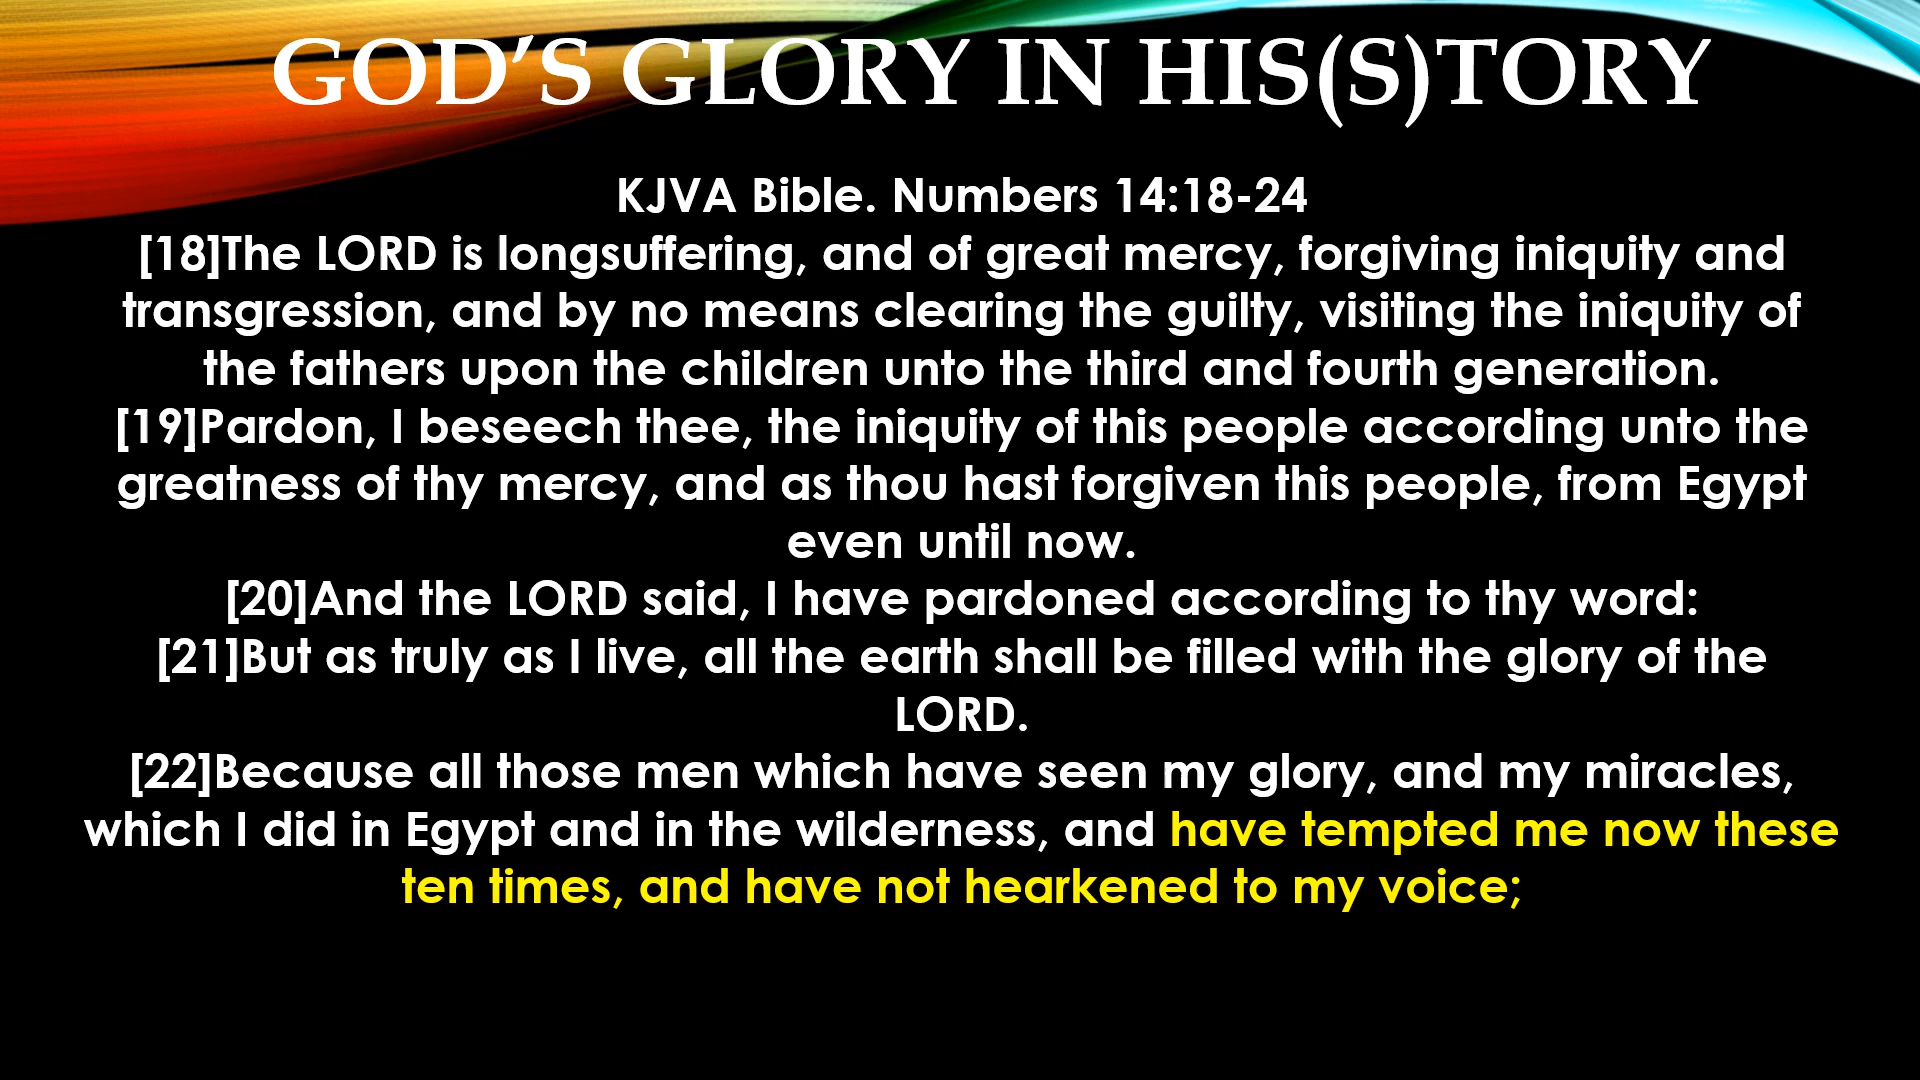 GOD’S GLORY IN HIS(S)TORY
KJVA Bible. Numbers 14:18-24
[18]The LORD is longsuffering, and of great mercy, forgiving iniquity and
transgression, and by no means clearing the guilty, visiting the iniquity of
the fathers upon the children unto the third and fourth generation.
[19]Pardon, I beseech thee, the iniquity of this people according unto the
greatness of thy mercy, and as thou hast forgiven this people, from Egypt
even until now.
[20]And the LORD said, I have pardoned according to thy word:
[21]But as truly as I live, all the earth shall be filled with the glory of the
LORD.
[22]Because all those men which have seen my glory, and my miracles,
which I did in Egypt and in the wilderness, and have tempted me now these
ten times, and have not hearkened to my voice;